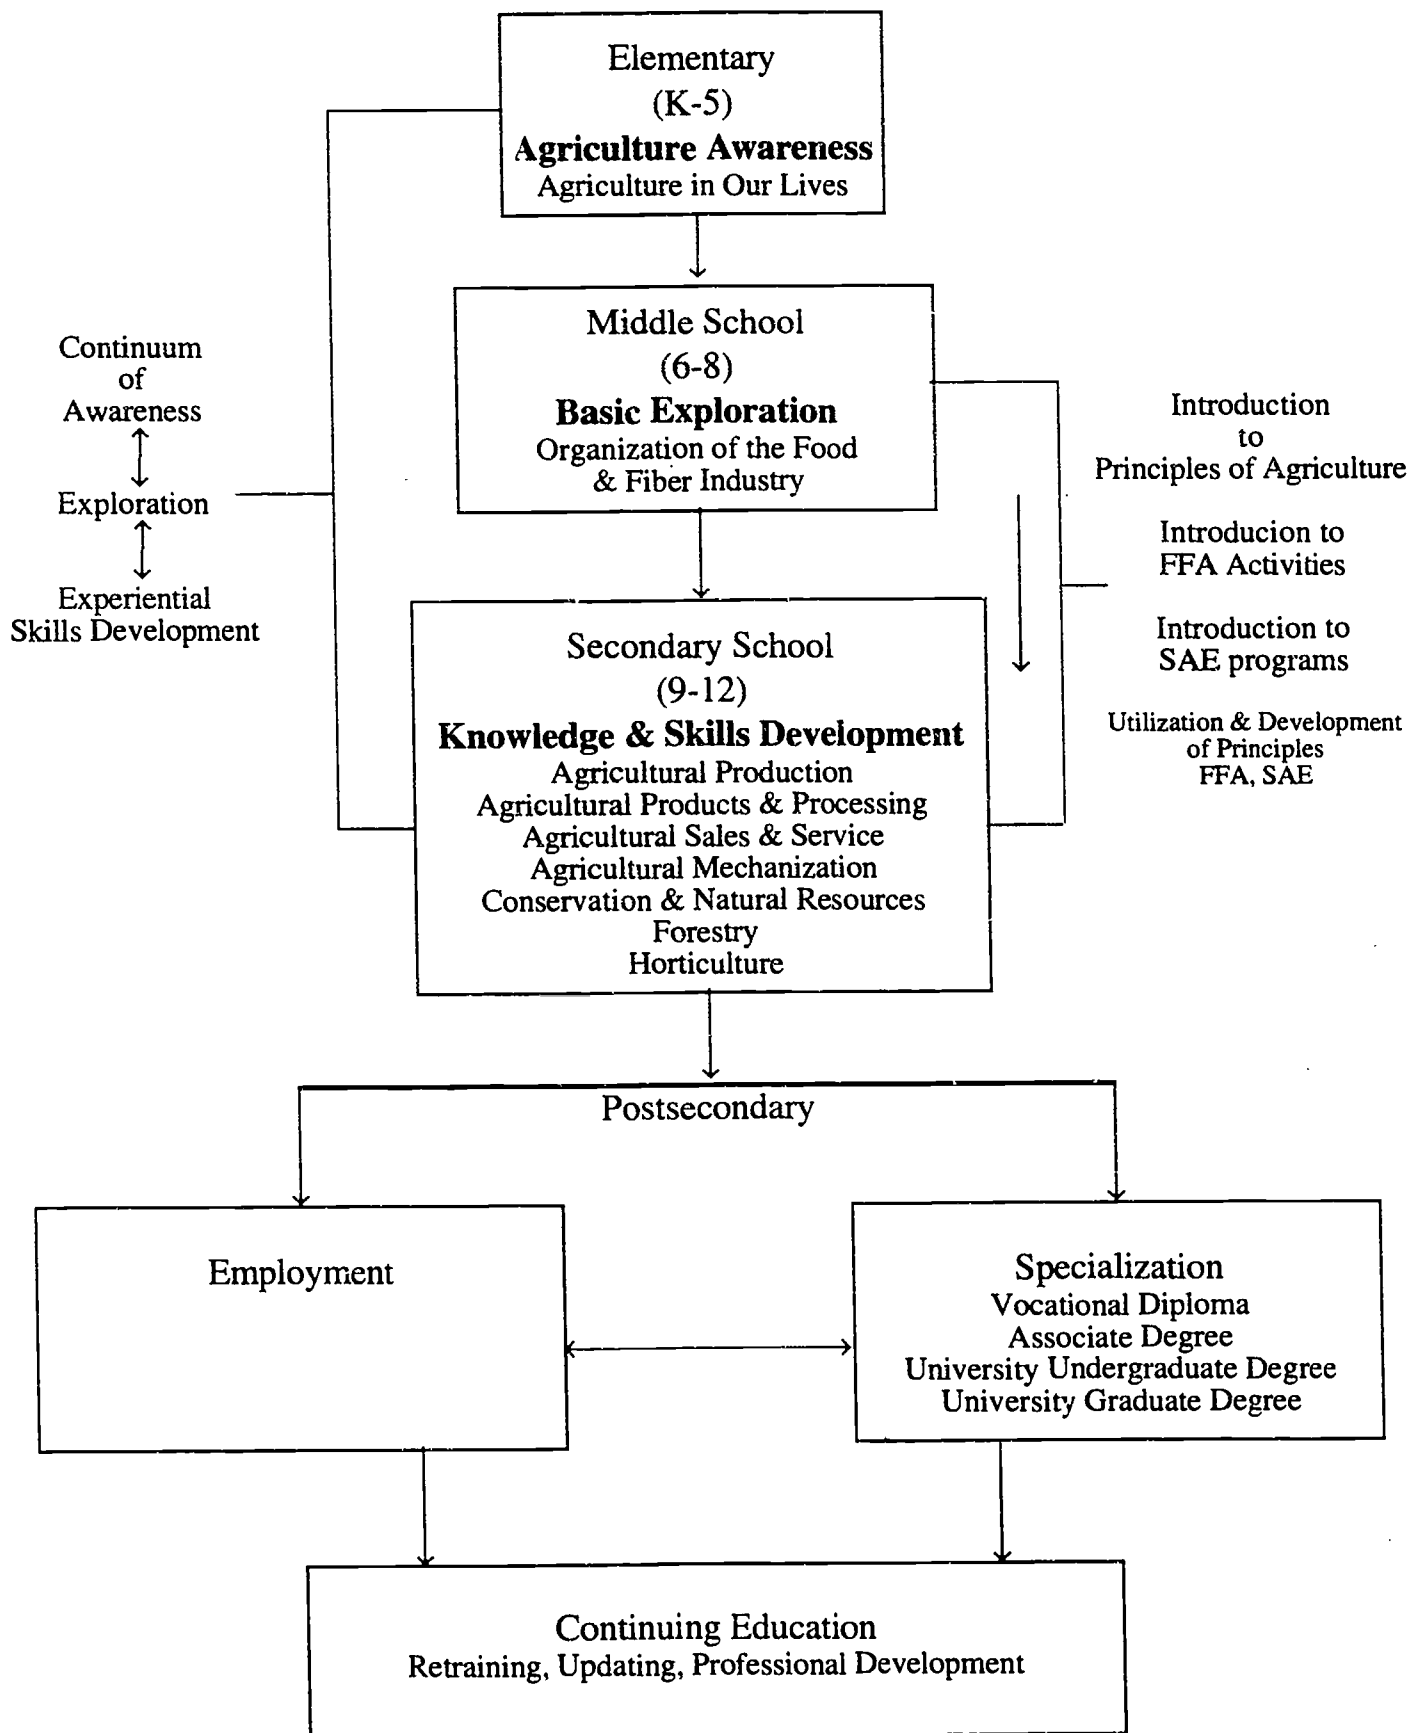 Elementary
(K-5)
Agriculture Awareness
Agriculture in Our Lives
Middle School
(6-8)
Basic Exploration
Organization of the Food
& Fiber Industry
Continuum
of
Awareness
Exploration
Experiential
Skills Development
Introduction
to
Principles of Agriculture
Introducion to
FFA Activities
Introduction to
SAE programs
Utilization & Development
of Principles
FFA, SAE
Secondary School
(9-12)
Knowledge & Skills Development
Agricultural Production
Agricultural Products & Processing
Agricultural Sales & Service
Agricultural Mechanization
Conservation & Natural Resources
Forestry
Horticulture
Postsecondary
Employment
Specialization
Vocational Diploma
Associate Degree
University Undergraduate Degree
University Graduate Degree
Continuing Education
Retraining, Updating, Professional Development